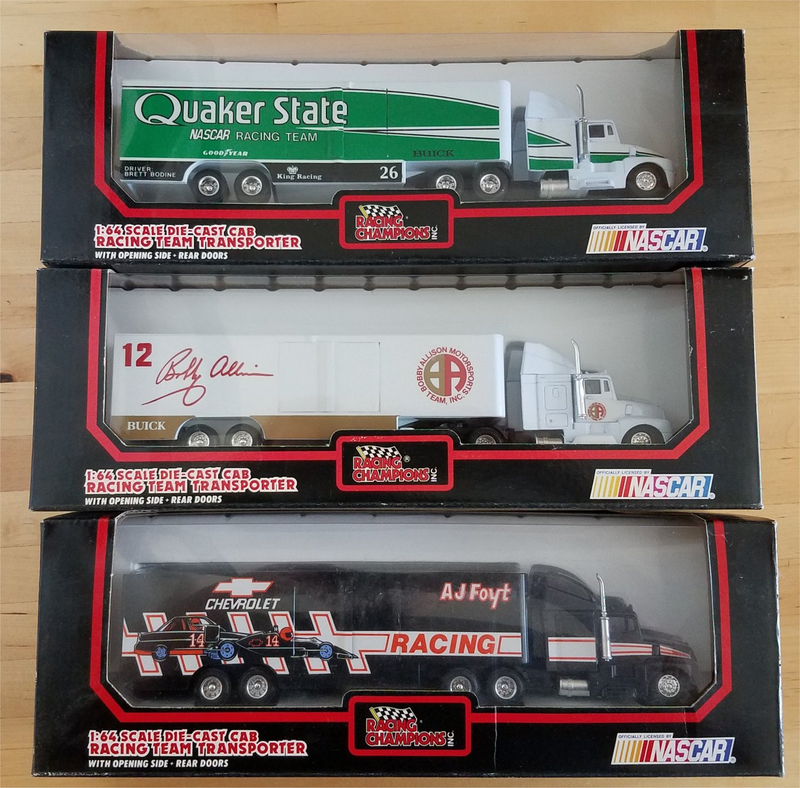 QUAKER STATE
NASCAR RACING TEAM
GOODYEAR
BUICK
DRIVER:
BRETT BODINE
King Racing
26
RACING
CHAMPIONS
INC.
1:64 SCALE DIE-CAST CAB
RACING TEAM TRANSPORTER
WITH OPENING SIDE • REAR DOORS
OFFICIALLY LICENSED BY
NASCAR®
12
Bobby Allison
BOBBY ALLISON MOTORSPORTS
TEAM, INC.
BA
BA
BUICK
RACING
CHAMPIONS
®
INC.
1:64 SCALE DIE-CAST CAB
RACING TEAM TRANSPORTER
WITH OPENING SIDE • REAR DOORS
OFFICIALLY LICENSED BY
NASCAR®
CHEVROLET
AJ Foyt
14
14
RACING
RACING
CHAMPIONS
®
INC.
1:64 SCALE DIE-CAST CAB
RACING TEAM TRANSPORTER
WITH OPENING SIDE • REAR DOORS
OFFICIALLY LICENSED BY
NASCAR®